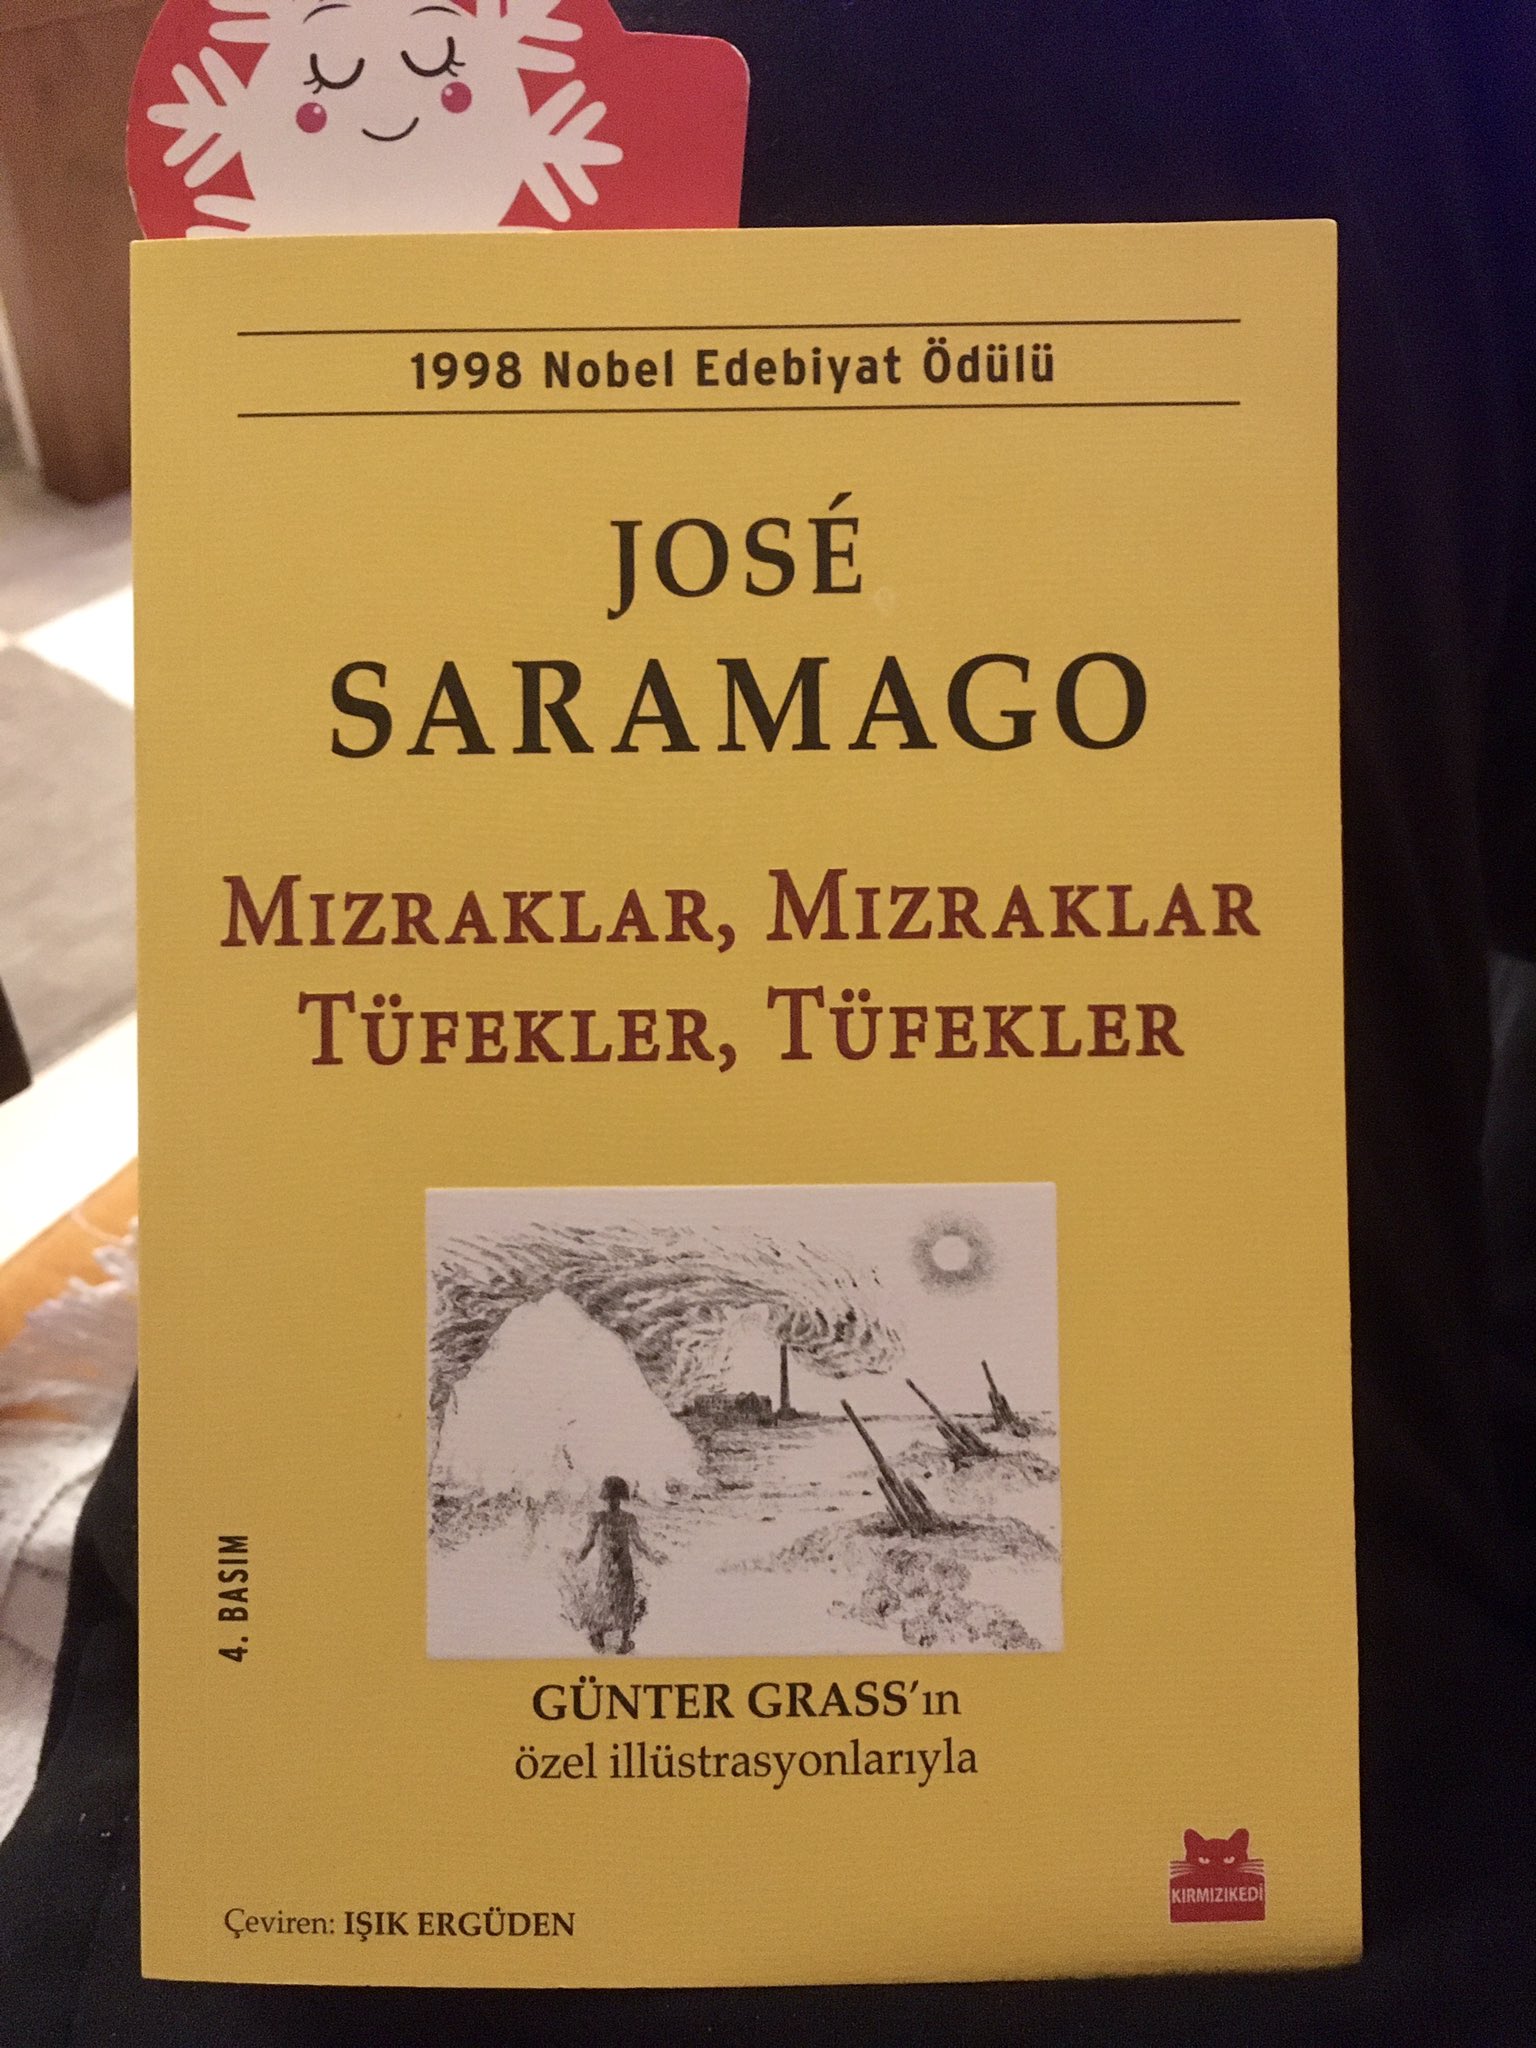 1998 Nobel Edebiyat Ödülü
JOSÉ
SARAMAGO
MIZRAKLAR, MIZRAKLAR
TÜFEKLER, TÜFEKLER
4. BASIM
GÜNTER GRASS'ın
özel illüstrasyonlarıyla
KIRMIZIKEDİ
Çeviren: IŞIK ERGÜDEN